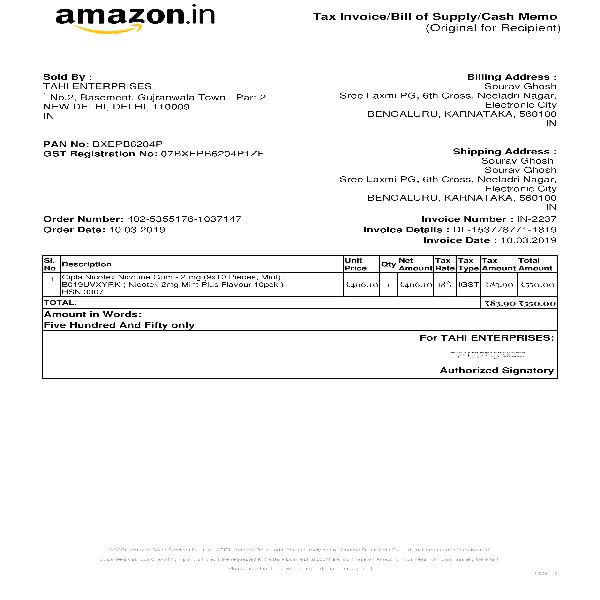 amazon.in
Tax Invoice/Bill of Supply/Cash Memo
(Original for Recipient)
Sold By :
TAHI ENTERPRISES
No.2, Basement, Gujranwala Town Part 2
NEW DELHI, DELHI, 110009
IN
Billing Address :
Sourav Ghosh
Sree Laxmi PG, 6th Cross, Neeladri Nagar,
Electronic City
BENGALURU, KARNATAKA, 560100
IN
PAN No: BXEPB6204P
GST Registration No: 07BXEPB6204P1ZE
Shipping Address :
Sourav Ghosh
Sourav Ghosh
Sree Laxmi PG, 6th Cross, Neeladri Nagar,
Electronic City
BENGALURU, KARNATAKA, 560100
IN
Order Number: 402-5355176-1037147
Order Date: 10.03.2019
Invoice Number : IN-2237
Invoice Details : DL-153778771-1819
Invoice Date : 10.03.2019
Sl. No Description Unit Price Qty Net Amount Tax Rate Tax Type Tax Amount Total Amount
1 Cipla Nicotex Nicotine Gum - 2 mg (9x10 Pieces, Mint) | ₹466.10 1 ₹466.10 18% IGST ₹83.90 ₹550.00
B019UVXYRK ( Nicotex 2mg Mint Plus Flavour 10pck )
HSN
TOTAL: ₹83.90 ₹550.00
Amount in Words:
Five Hundred And Fifty only
For TAHI ENTERPRISES:
Authorized Signatory